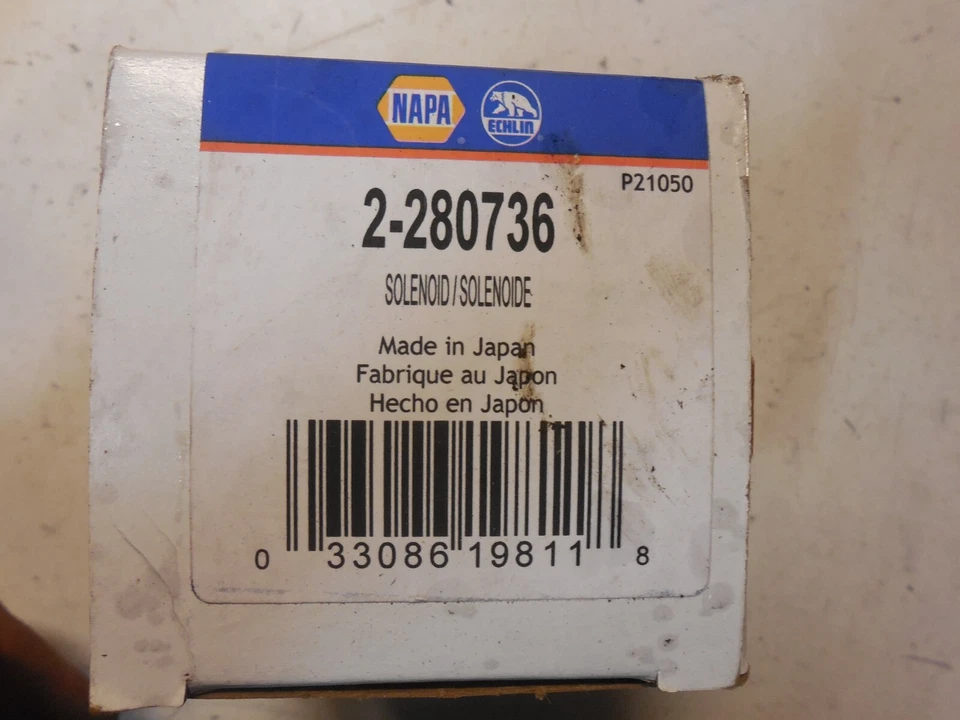 NAPA
ECHLIN
P21050
2-280736
SOLENOID/SOLENOIDE
Made in Japan
Fabrique au Japon
Hecho en Japon
0 33086 19811 8